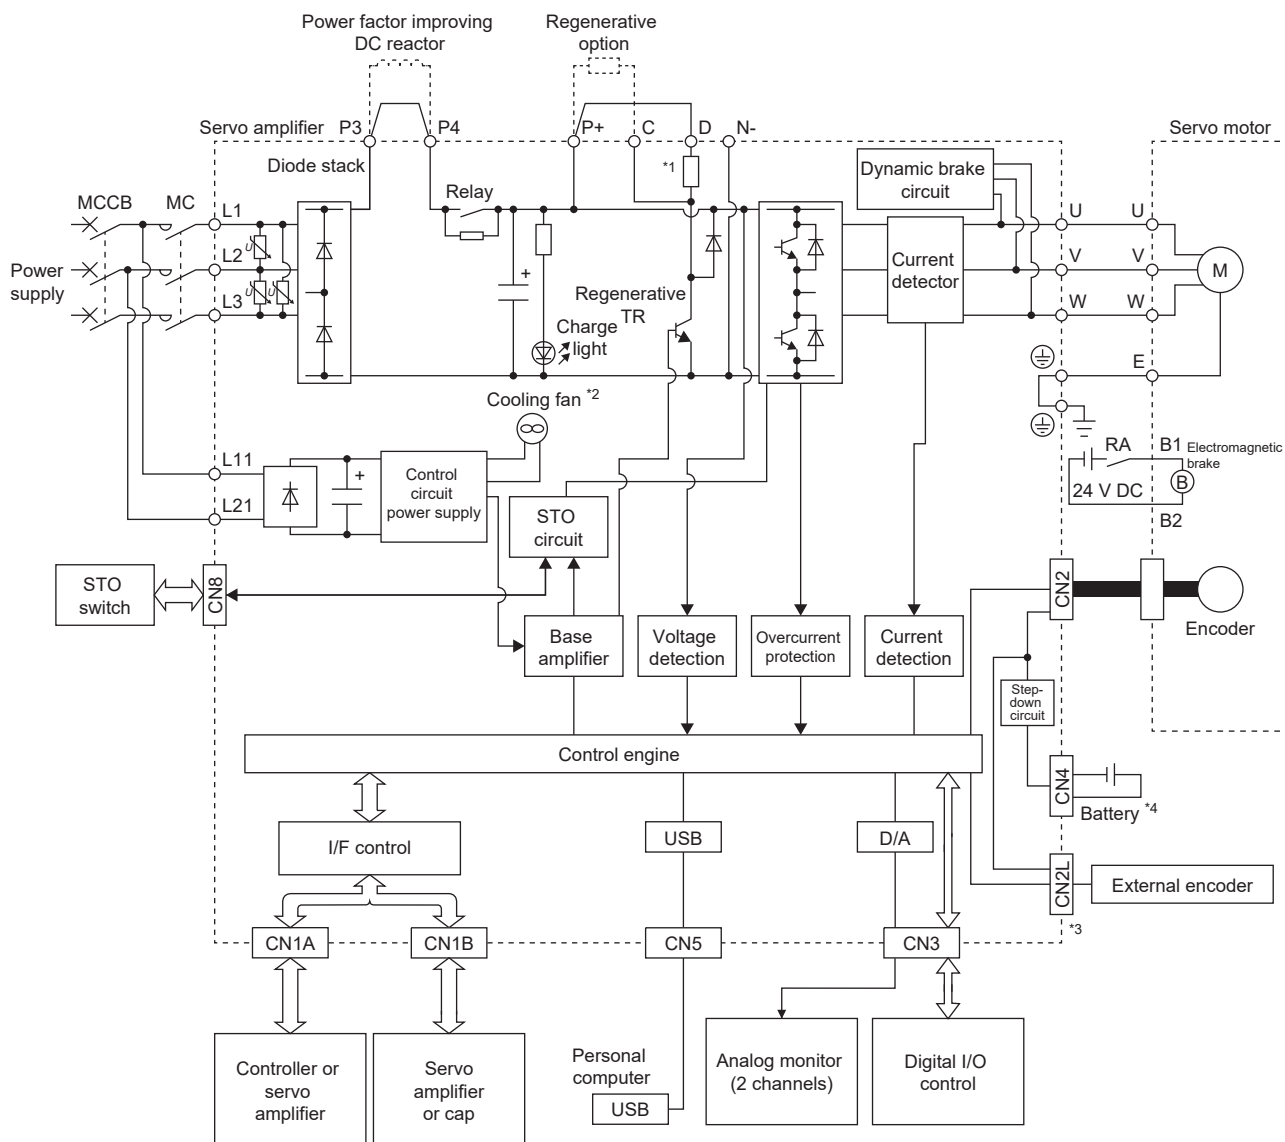 Power factor improving
DC reactor
Regenerative
option
Servo amplifier
P3
P4
P+
C
D
N-
Servo motor
Diode stack
*1
Dynamic brake
circuit
MCCB
MC
L1
Relay
U
U
L2
U
+
Current
detector
V
V
M
Power
supply
L3
U
U
Regenerative
TR
W
W
Charge
light
E
Cooling fan *2
RA
B1
Electromagnetic
brake
L11
+
Control
circuit
power supply
24 V DC
B
L21
STO
circuit
B2
STO
switch
CN8
CN2
Encoder
Base
amplifier
Voltage
detection
Overcurrent
protection
Current
detection
Step-
down
circuit
Control engine
CN4
Battery *4
I/F control
USB
D/A
CN2L
External encoder
*3
CN1A
CN1B
CN5
CN3
Controller or
servo
amplifier
Servo
amplifier
or cap
Personal
computer
USB
Analog monitor
(2 channels)
Digital I/O
control